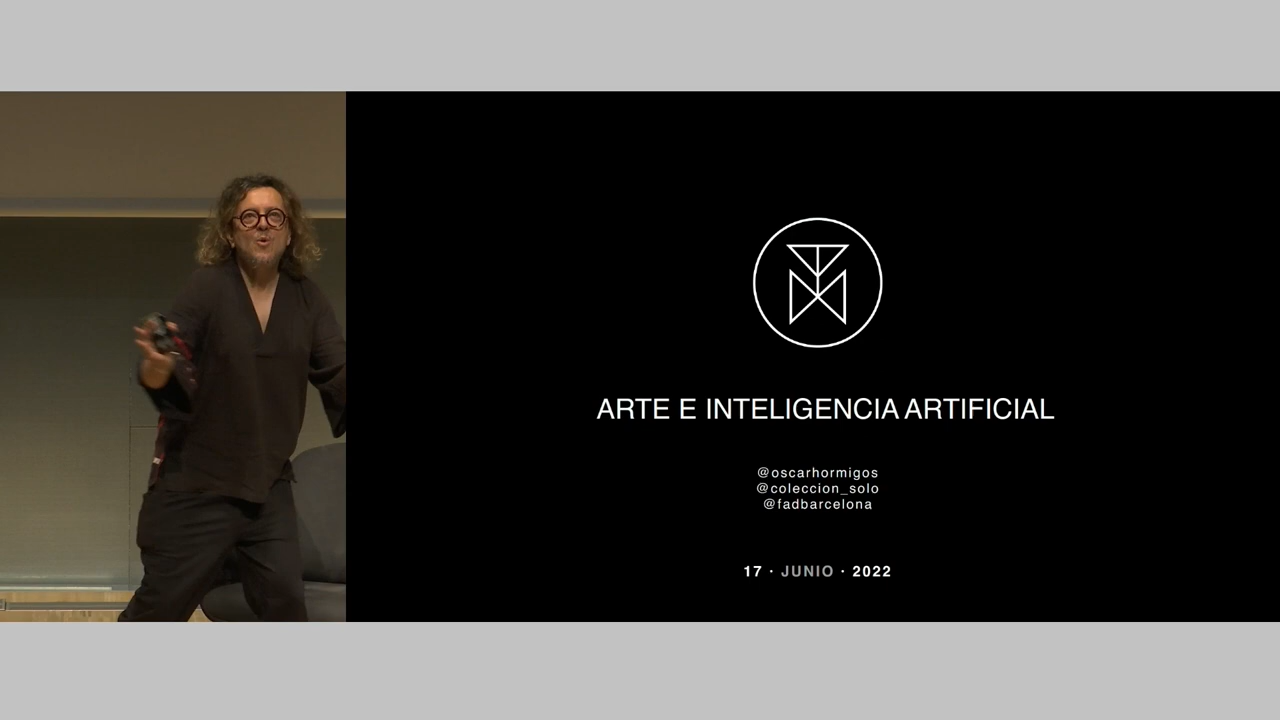 ARTE E INTELIGENCIA ARTIFICIAL
@oscarhormigos
@coleccion_solo
@fadbarcelona
17 · JUNIO · 2022